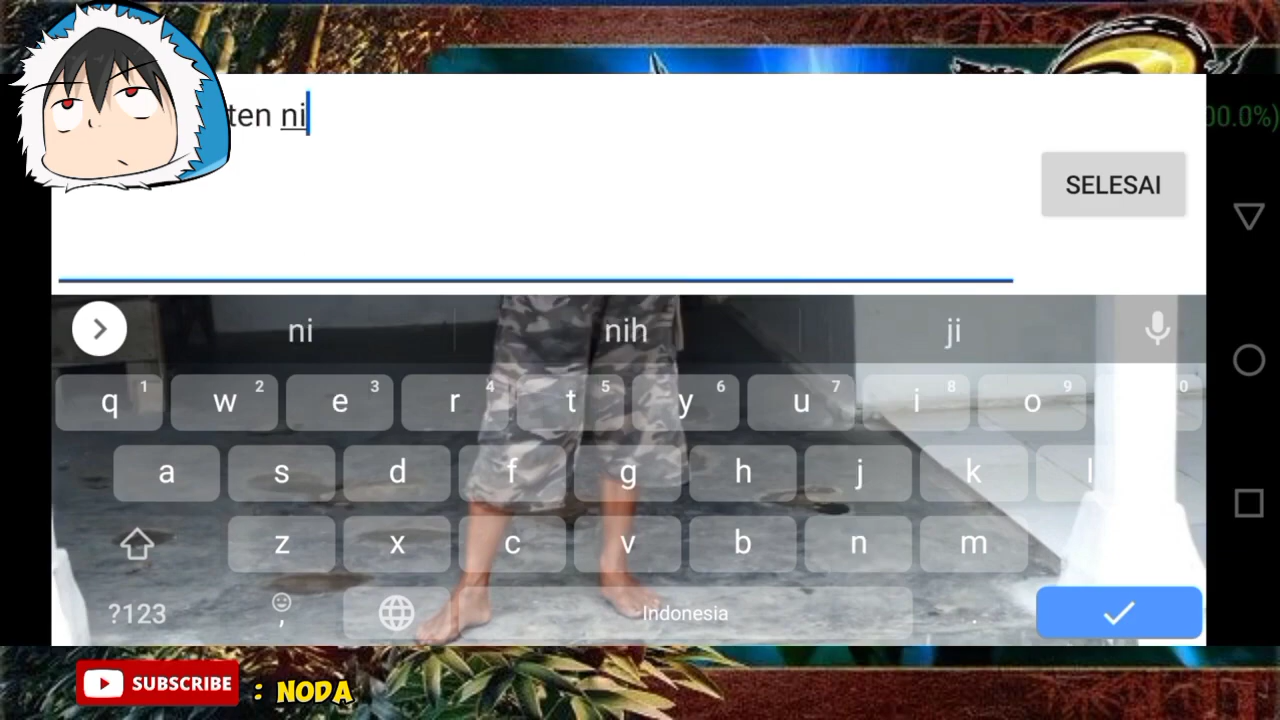 ten ni
00.0%)
SELESAI
ni nih ji
q 1 w 2 e 3 r 4 t 5 y 6 u 7 i 8 o 9 0
a s d f g h j k l
z x c v b n m
?123 , Indonesia .
SUBSCRIBE : NODA